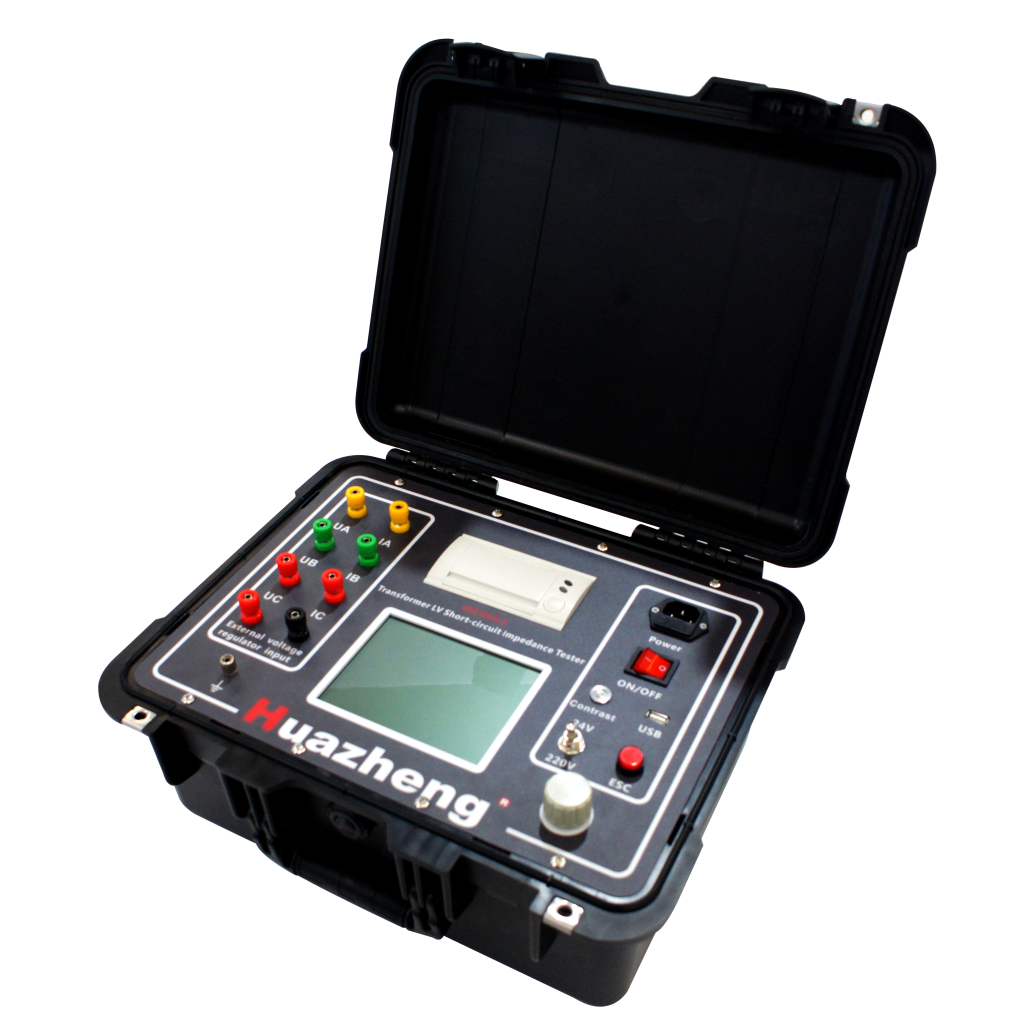 UA
IA
UB
IB
UC
IC
External voltage
regulator input
Transformer LV Short-circuit Impedance Tester
Power
ON/OFF
Contrast
USB
24V
220V
ESC
Huazheng